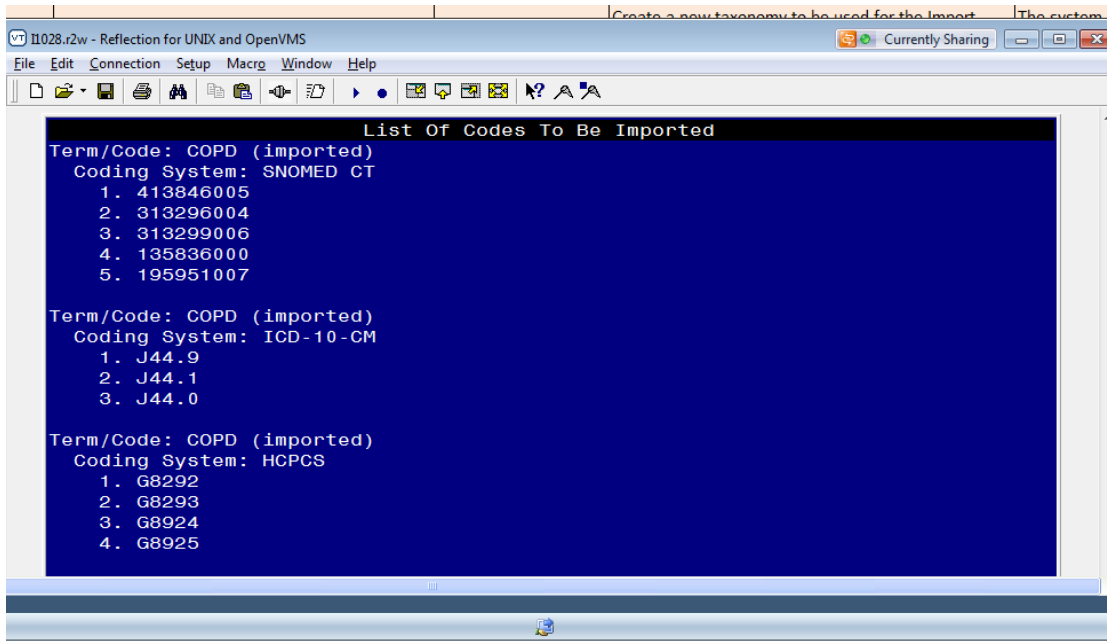 Create a new taxonomy to be used for the Import The system
I1028.r2w - Reflection for UNIX and OpenVMS Currently Sharing
File Edit Connection Setup Macro Window Help
List Of Codes To Be Imported
Term/Code: COPD (imported)
Coding System: SNOMED CT
1. 413846005
2. 313296004
3. 313299006
4. 135836000
5. 195951007
Term/Code: COPD (imported)
Coding System: ICD-10-CM
1. J44.9
2. J44.1
3. J44.0
Term/Code: COPD (imported)
Coding System: HCPCS
1. G8292
2. G8293
3. G8924
4. G8925